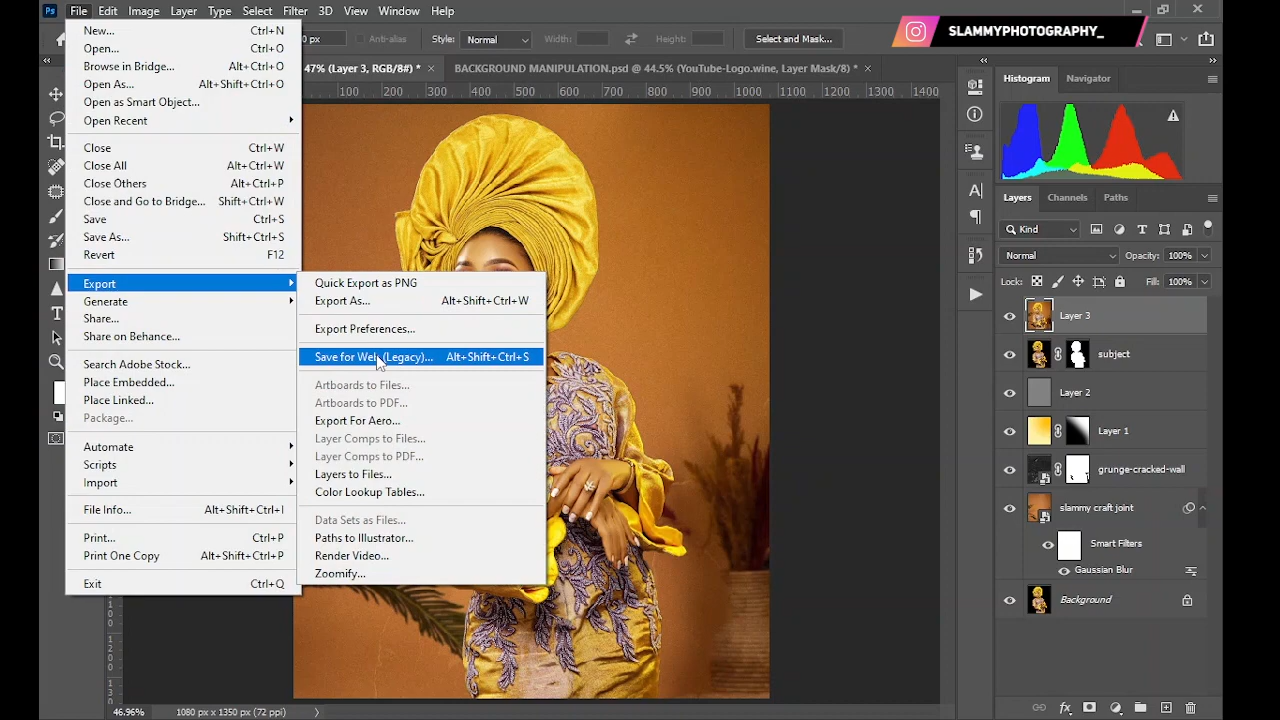 Ps File Edit Image Layer Type Select Filter 3D View Window Help
SLAMMYPHOTOGRAPHY_
0 px Anti-alias Style: Normal Width: Height: Select and Mask...
47% (Layer 3, RGB/8#) * × BACKGROUND MANIPULATION.psd @ 44.5% (YouTube-Logo.wine, Layer Mask/8) * ×
100 200 300 400 500 600 700 800 900 1000 1100 1200 1300 1400
New... Ctrl+N
Open... Ctrl+O
Browse in Bridge... Alt+Ctrl+O
Open As... Alt+Shift+Ctrl+O
Open as Smart Object...
Open Recent
Close Ctrl+W
Close All Alt+Ctrl+W
Close Others Alt+Ctrl+P
Close and Go to Bridge... Shift+Ctrl+W
Save Ctrl+S
Save As... Shift+Ctrl+S
Revert F12
Export
Generate
Share...
Share on Behance...
Search Adobe Stock...
Place Embedded...
Place Linked...
Package...
Automate
Scripts
Import
File Info... Alt+Shift+Ctrl+I
Print... Ctrl+P
Print One Copy Alt+Shift+Ctrl+P
Exit Ctrl+Q
Quick Export as PNG
Export As... Alt+Shift+Ctrl+W
Export Preferences...
Save for Web (Legacy)... Alt+Shift+Ctrl+S
Artboards to Files...
Artboards to PDF...
Export For Aero...
Layer Comps to Files...
Layer Comps to PDF...
Layers to Files...
Color Lookup Tables...
Data Sets as Files...
Paths to Illustrator...
Render Video...
Zoomify...
Histogram Navigator
Layers Channels Paths
Kind
Normal Opacity: 100%
Locks: Fill: 100%
Layer 3
subject
Layer 2
Layer 1
grunge-cracked-wall
slammy craft joint
Smart Filters
Gaussian Blur
Background
46.96% 1080 px x 1350 px (72 ppi)